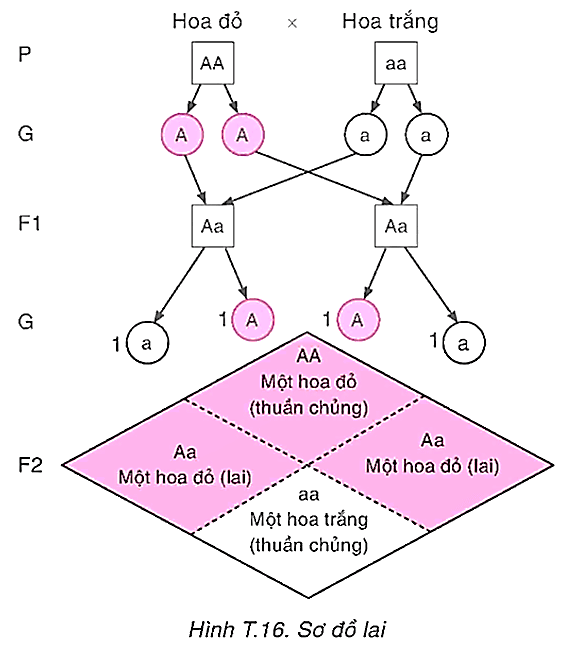 Hoa đỏ × Hoa trắng
P
AA aa
G
A A a a
F1
Aa Aa
G
1 a 1 A 1 A 1 a
AA
Một hoa đỏ
(thuần chủng)
F2
Aa
Một hoa đỏ (lai)
Aa
Một hoa đỏ (lai)
aa
Một hoa trắng
(thuần chủng)
Hình T.16. Sơ đồ lai